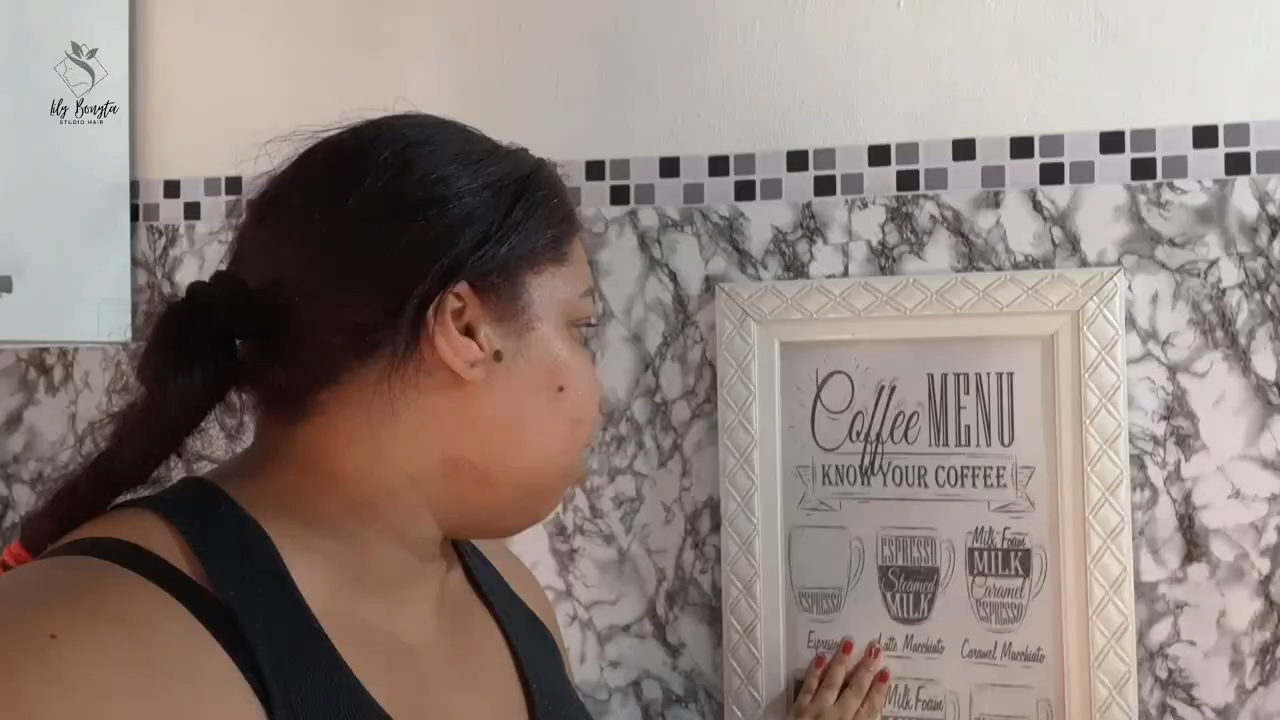 lily Bonyta
STUDIO HAIR
Coffee MENU
KNOW YOUR COFFEE
ESPRESSO
Espresso
ESPRESSO
Steamed
MILK
Latte Macchiato
Milk Foam
MILK
Caramel
ESPRESSO
Caramel Macchiato
Milk Foam